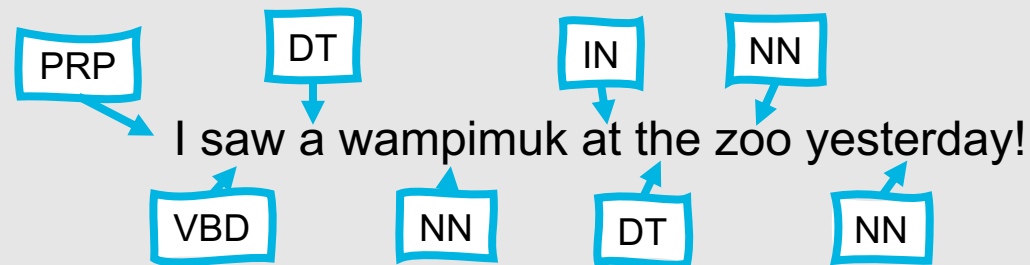 PRP DT IN NN
I saw a wampimuk at the zoo yesterday!
VBD NN DT NN